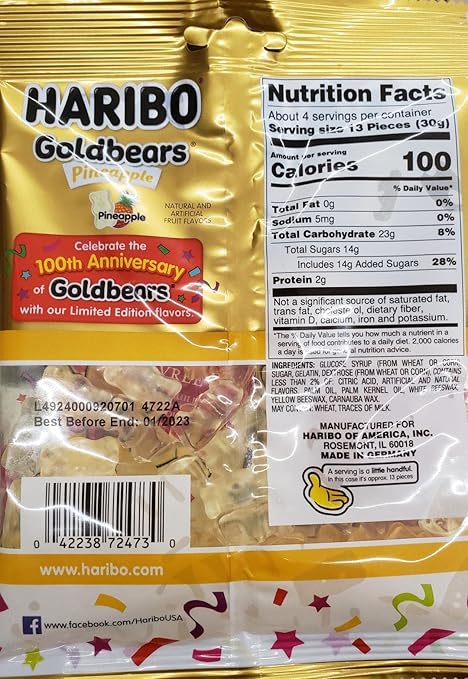 HARIBO
Goldbears®
Pineapple
Pineapple
NATURAL AND
ARTIFICIAL
FRUIT FLAVORS
Celebrate the
100th Anniversary
of Goldbears®
with our Limited Edition flavors.
L4924000920701 4722A
Best Before End: 01/2023
0 42238 72473 0
www.haribo.com
www.facebook.com/HariboUSA
Nutrition Facts
About 4 servings per container
Serving size 13 Pieces (30g)
Amount per serving
Calories 100
% Daily Value*
Total Fat 0g 0%
Sodium 5mg 0%
Total Carbohydrate 23g 8%
Total Sugars 14g
Includes 14g Added Sugars 28%
Protein 2g
Not a significant source of saturated fat,
trans fat, cholesterol, dietary fiber,
vitamin D, calcium, iron and potassium.
*The % Daily Value tells you how much a nutrient in a
serving of food contributes to a daily diet. 2,000 calories
a day is used for general nutrition advice.
INGREDIENTS: GLUCOSE SYRUP (FROM WHEAT OR CORN),
SUGAR, GELATIN, DEXTROSE (FROM WHEAT OR CORN), CONTAINS
LESS THAN 2% OF: CITRIC ACID, ARTIFICIAL AND NATURAL
FLAVORS, PALM OIL, PALM KERNEL OIL, WHITE BEESWAX,
YELLOW BEESWAX, CARNAUBA WAX.
MAY CONTAIN: WHEAT, TRACES OF MILK.
MANUFACTURED FOR
HARIBO OF AMERICA, INC.
ROSEMONT, IL 60018
MADE IN GERMANY
A serving is a little handful.
In this case it's approx. 13 pieces